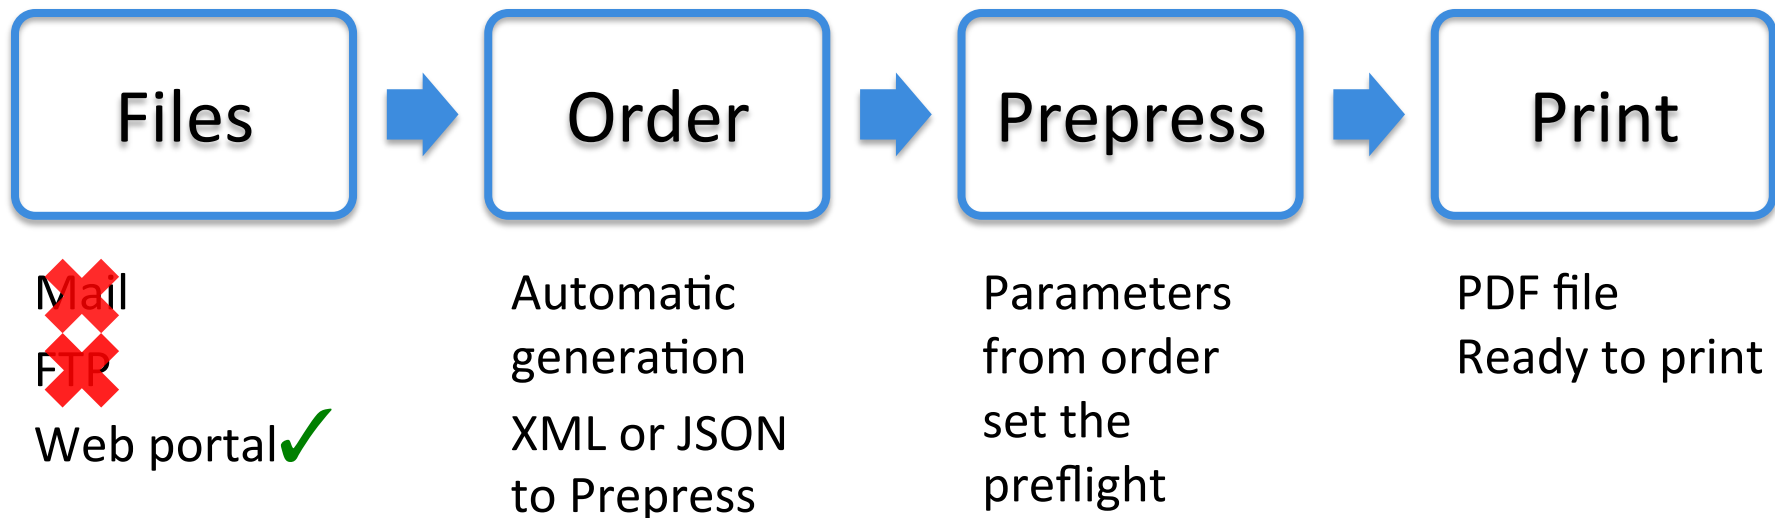 Files
Order
Prepress
Print
Mail
FTP
Web portal
Automatic
generation
XML or JSON
to Prepress
Parameters
from order
set the
preflight
PDF file
Ready to print